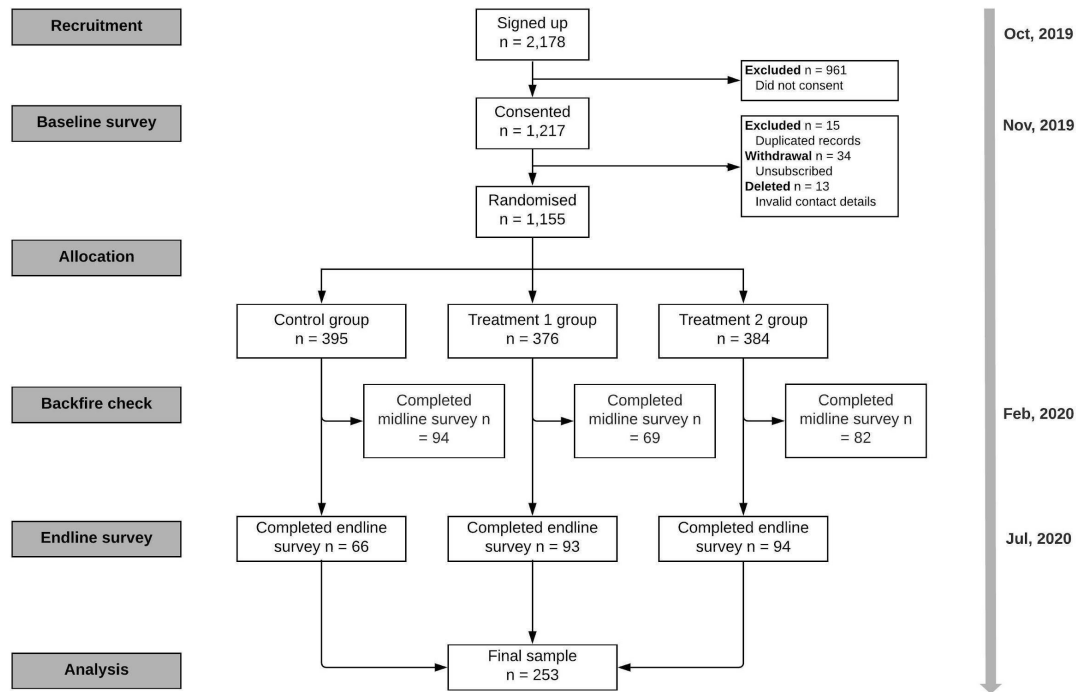 Recruitment
Signed up
n = 2,178
Oct, 2019
Excluded n = 961
Did not consent
Baseline survey
Consented
n = 1,217
Nov, 2019
Excluded n = 15
Duplicated records
Withdrawal n = 34
Unsubscribed
Deleted n = 13
Invalid contact details
Randomised
n = 1,155
Allocation
Control group
n = 395
Treatment 1 group
n = 376
Treatment 2 group
n = 384
Backfire check
Completed
midline survey n
= 94
Completed
midline survey n
= 69
Completed
midline survey n
= 82
Feb, 2020
Endline survey
Completed endline
survey n = 66
Completed endline
survey n = 93
Completed endline
survey n = 94
Jul, 2020
Analysis
Final sample
n = 253